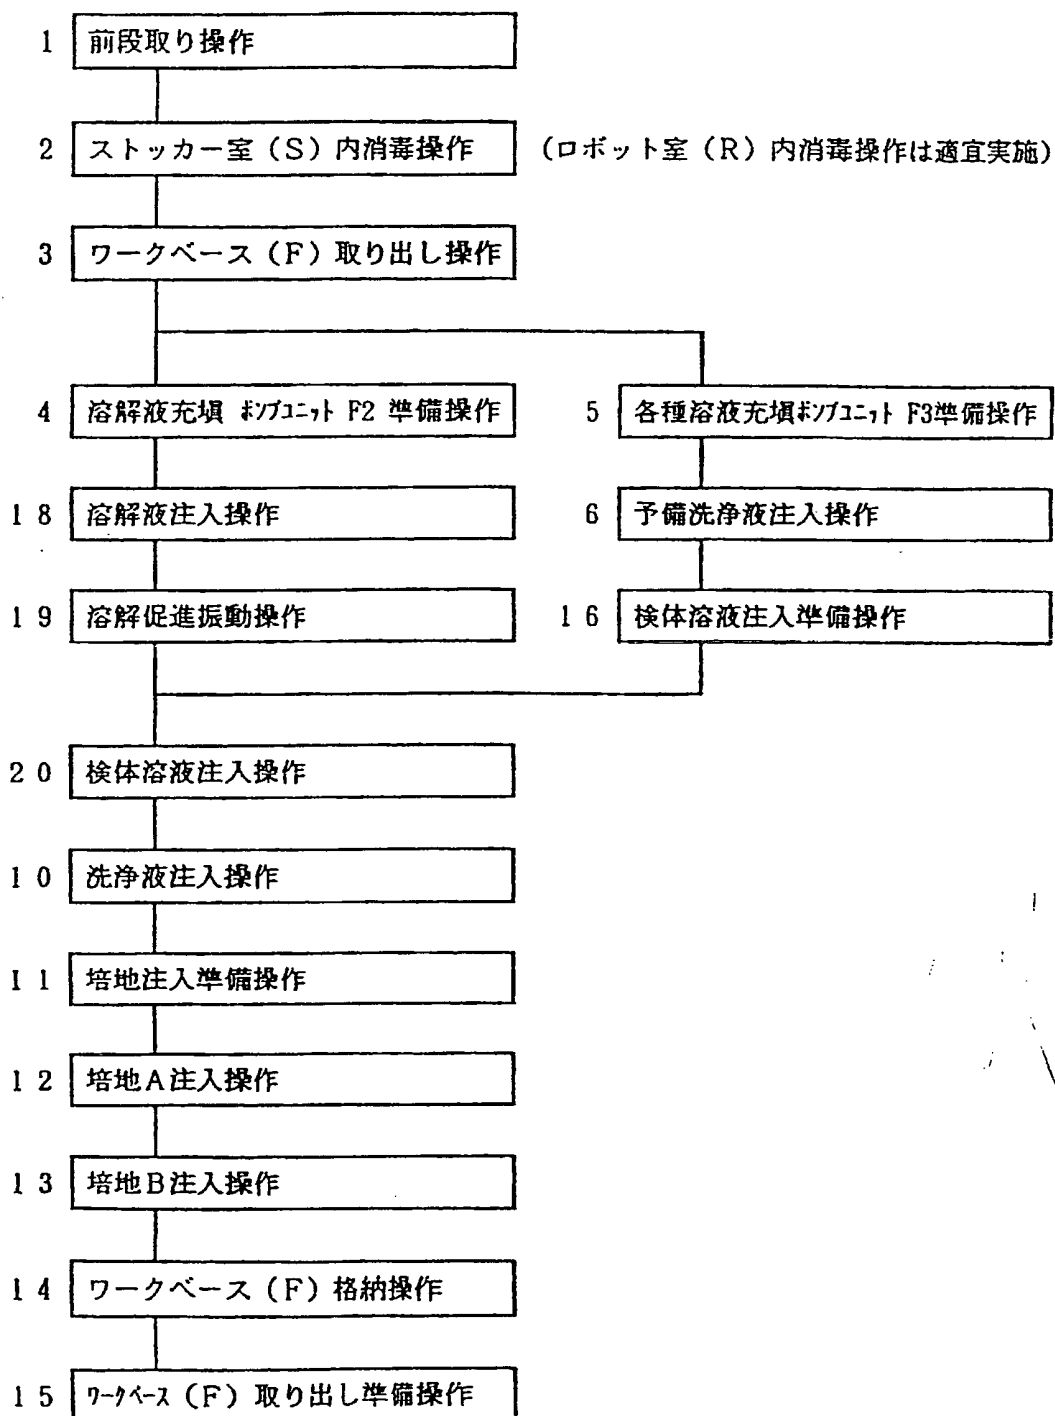 1 前段取り操作
2 ストッカー室（S）内消毒操作 （ロボット室（R）内消毒操作は適宜実施）
3 ワークベース（F）取り出し操作
4 溶解液充填 ポンプユニット F2 準備操作
5 各種溶液充填ポンプユニット F3準備操作
18 溶解液注入操作
6 予備洗浄液注入操作
19 溶解促進振動操作
16 検体溶液注入準備操作
20 検体溶液注入操作
10 洗浄液注入操作
11 培地注入準備操作
12 培地A注入操作
13 培地B注入操作
14 ワークベース（F）格納操作
15 ワークベース（F）取り出し準備操作